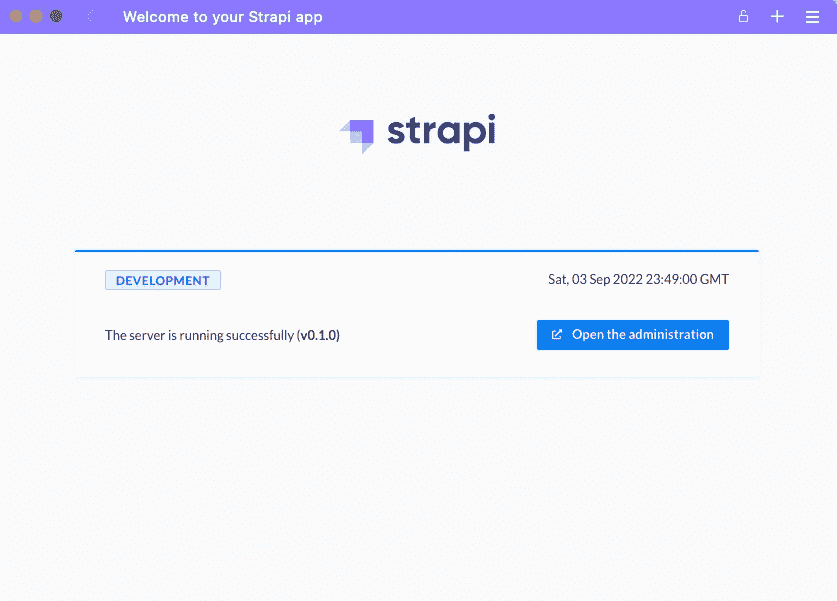 Welcome to your Strapi app
strapi
DEVELOPMENT
Sat, 03 Sep 2022 23:49:00 GMT
The server is running successfully (v0.1.0)
Open the administration